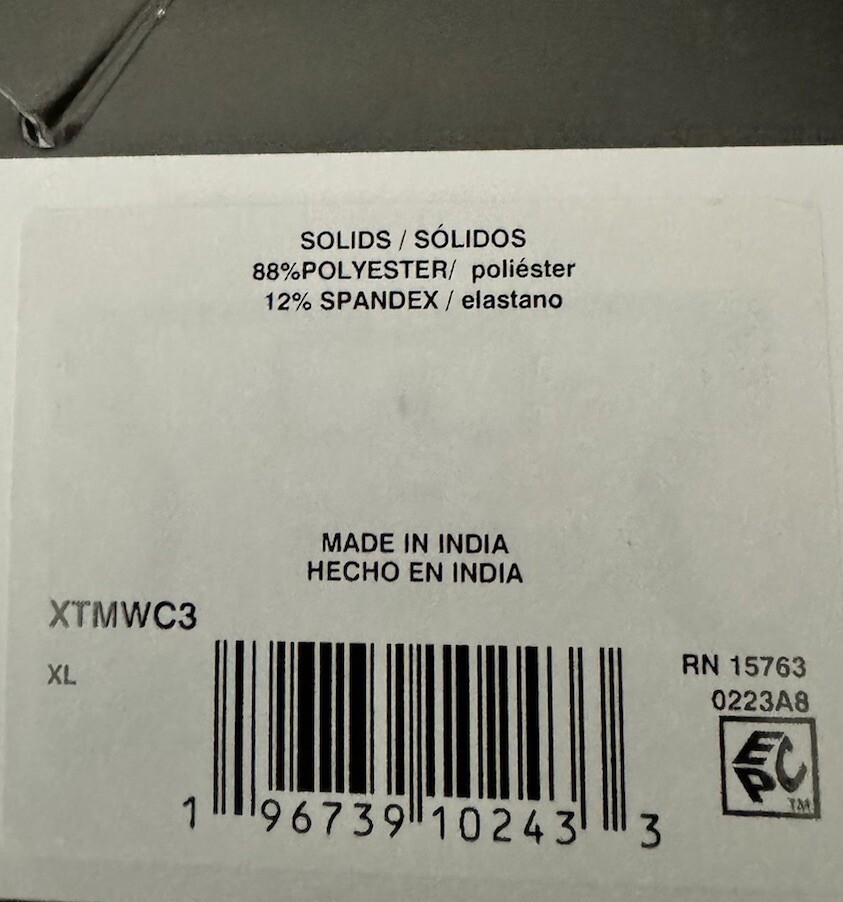 SOLIDS / SÓLIDOS
88%POLYESTER/ poliéster
12% SPANDEX / elastano
MADE IN INDIA
HECHO EN INDIA
XTMWC3
XL
RN 15763
0223A8
EPC
TM
1 96739 10243 3